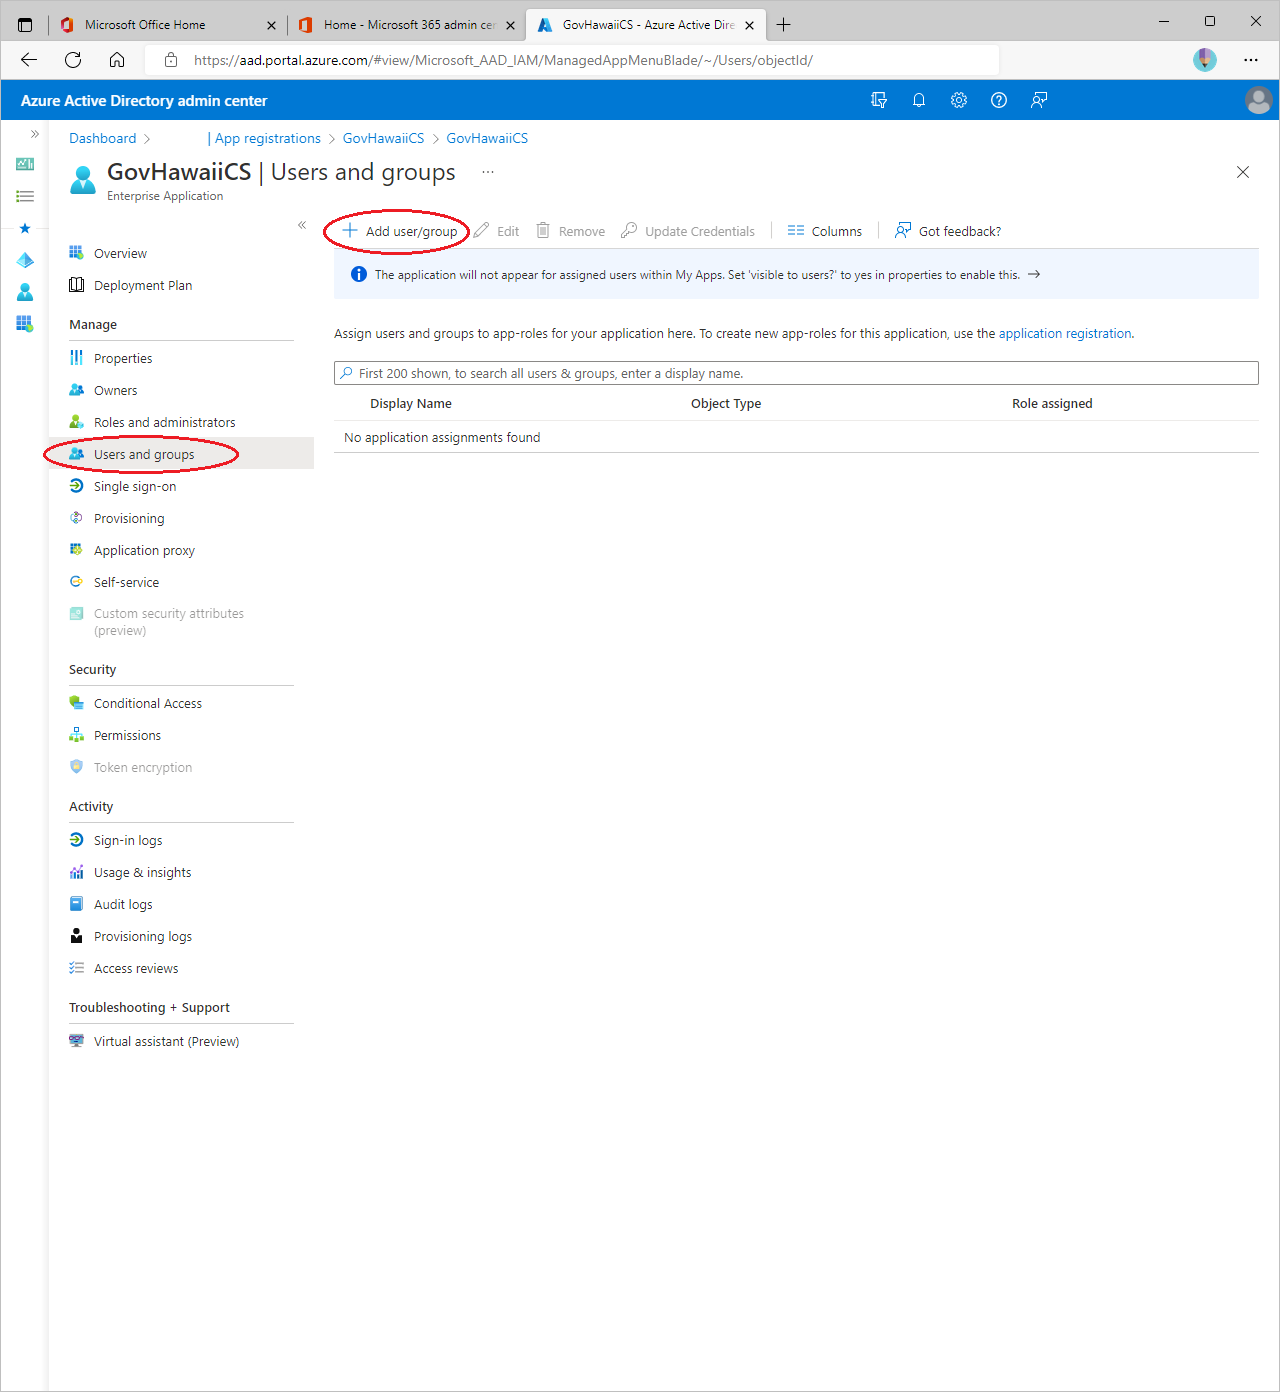 Microsoft Office Home
Home - Microsoft 365 admin cen
GovHawaiiCS - Azure Active Dire
https://aad.portal.azure.com/#view/Microsoft_AAD_IAM/ManagedAppMenuBlade/~/Users/objectId/
Azure Active Directory admin center
Dashboard > | App registrations > GovHawaiiCS > GovHawaiiCS
GovHawaiiCS | Users and groups ...
Enterprise Application
Add user/group Edit Remove Update Credentials Columns Got feedback?
Overview
Deployment Plan
Manage
Properties
Owners
Roles and administrators
Users and groups
Single sign-on
Provisioning
Application proxy
Self-service
Custom security attributes
(preview)
Security
Conditional Access
Permissions
Token encryption
Activity
Sign-in logs
Usage & insights
Audit logs
Provisioning logs
Access reviews
Troubleshooting + Support
Virtual assistant (Preview)
The application will not appear for assigned users within My Apps. Set 'visible to users?' to yes in properties to enable this. →
Assign users and groups to app-roles for your application here. To create new app-roles for this application, use the application registration.
First 200 shown, to search all users & groups, enter a display name.
Display Name Object Type Role assigned
No application assignments found